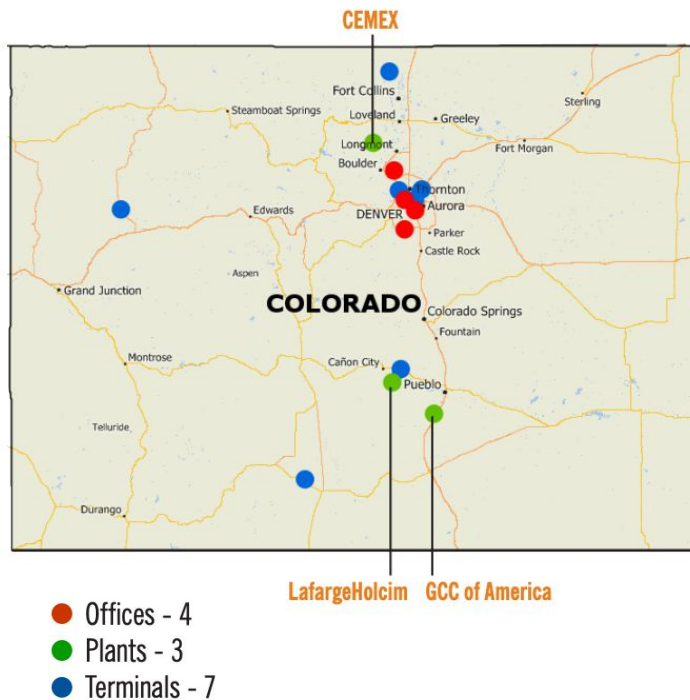 CEMEX
Fort Collins
Sterling
Steamboat Springs
Loveland
Greeley
Longmont
Fort Morgan
Boulder
Thornton
DENVER
Aurora
Edwards
Parker
Castle Rock
Aspen
Grand Junction
COLORADO
Colorado Springs
Fountain
Montrose
Cañon City
Pueblo
Telluride
Durango
LafargeHolcim
GCC of America
Offices - 4
Plants - 3
Terminals - 7